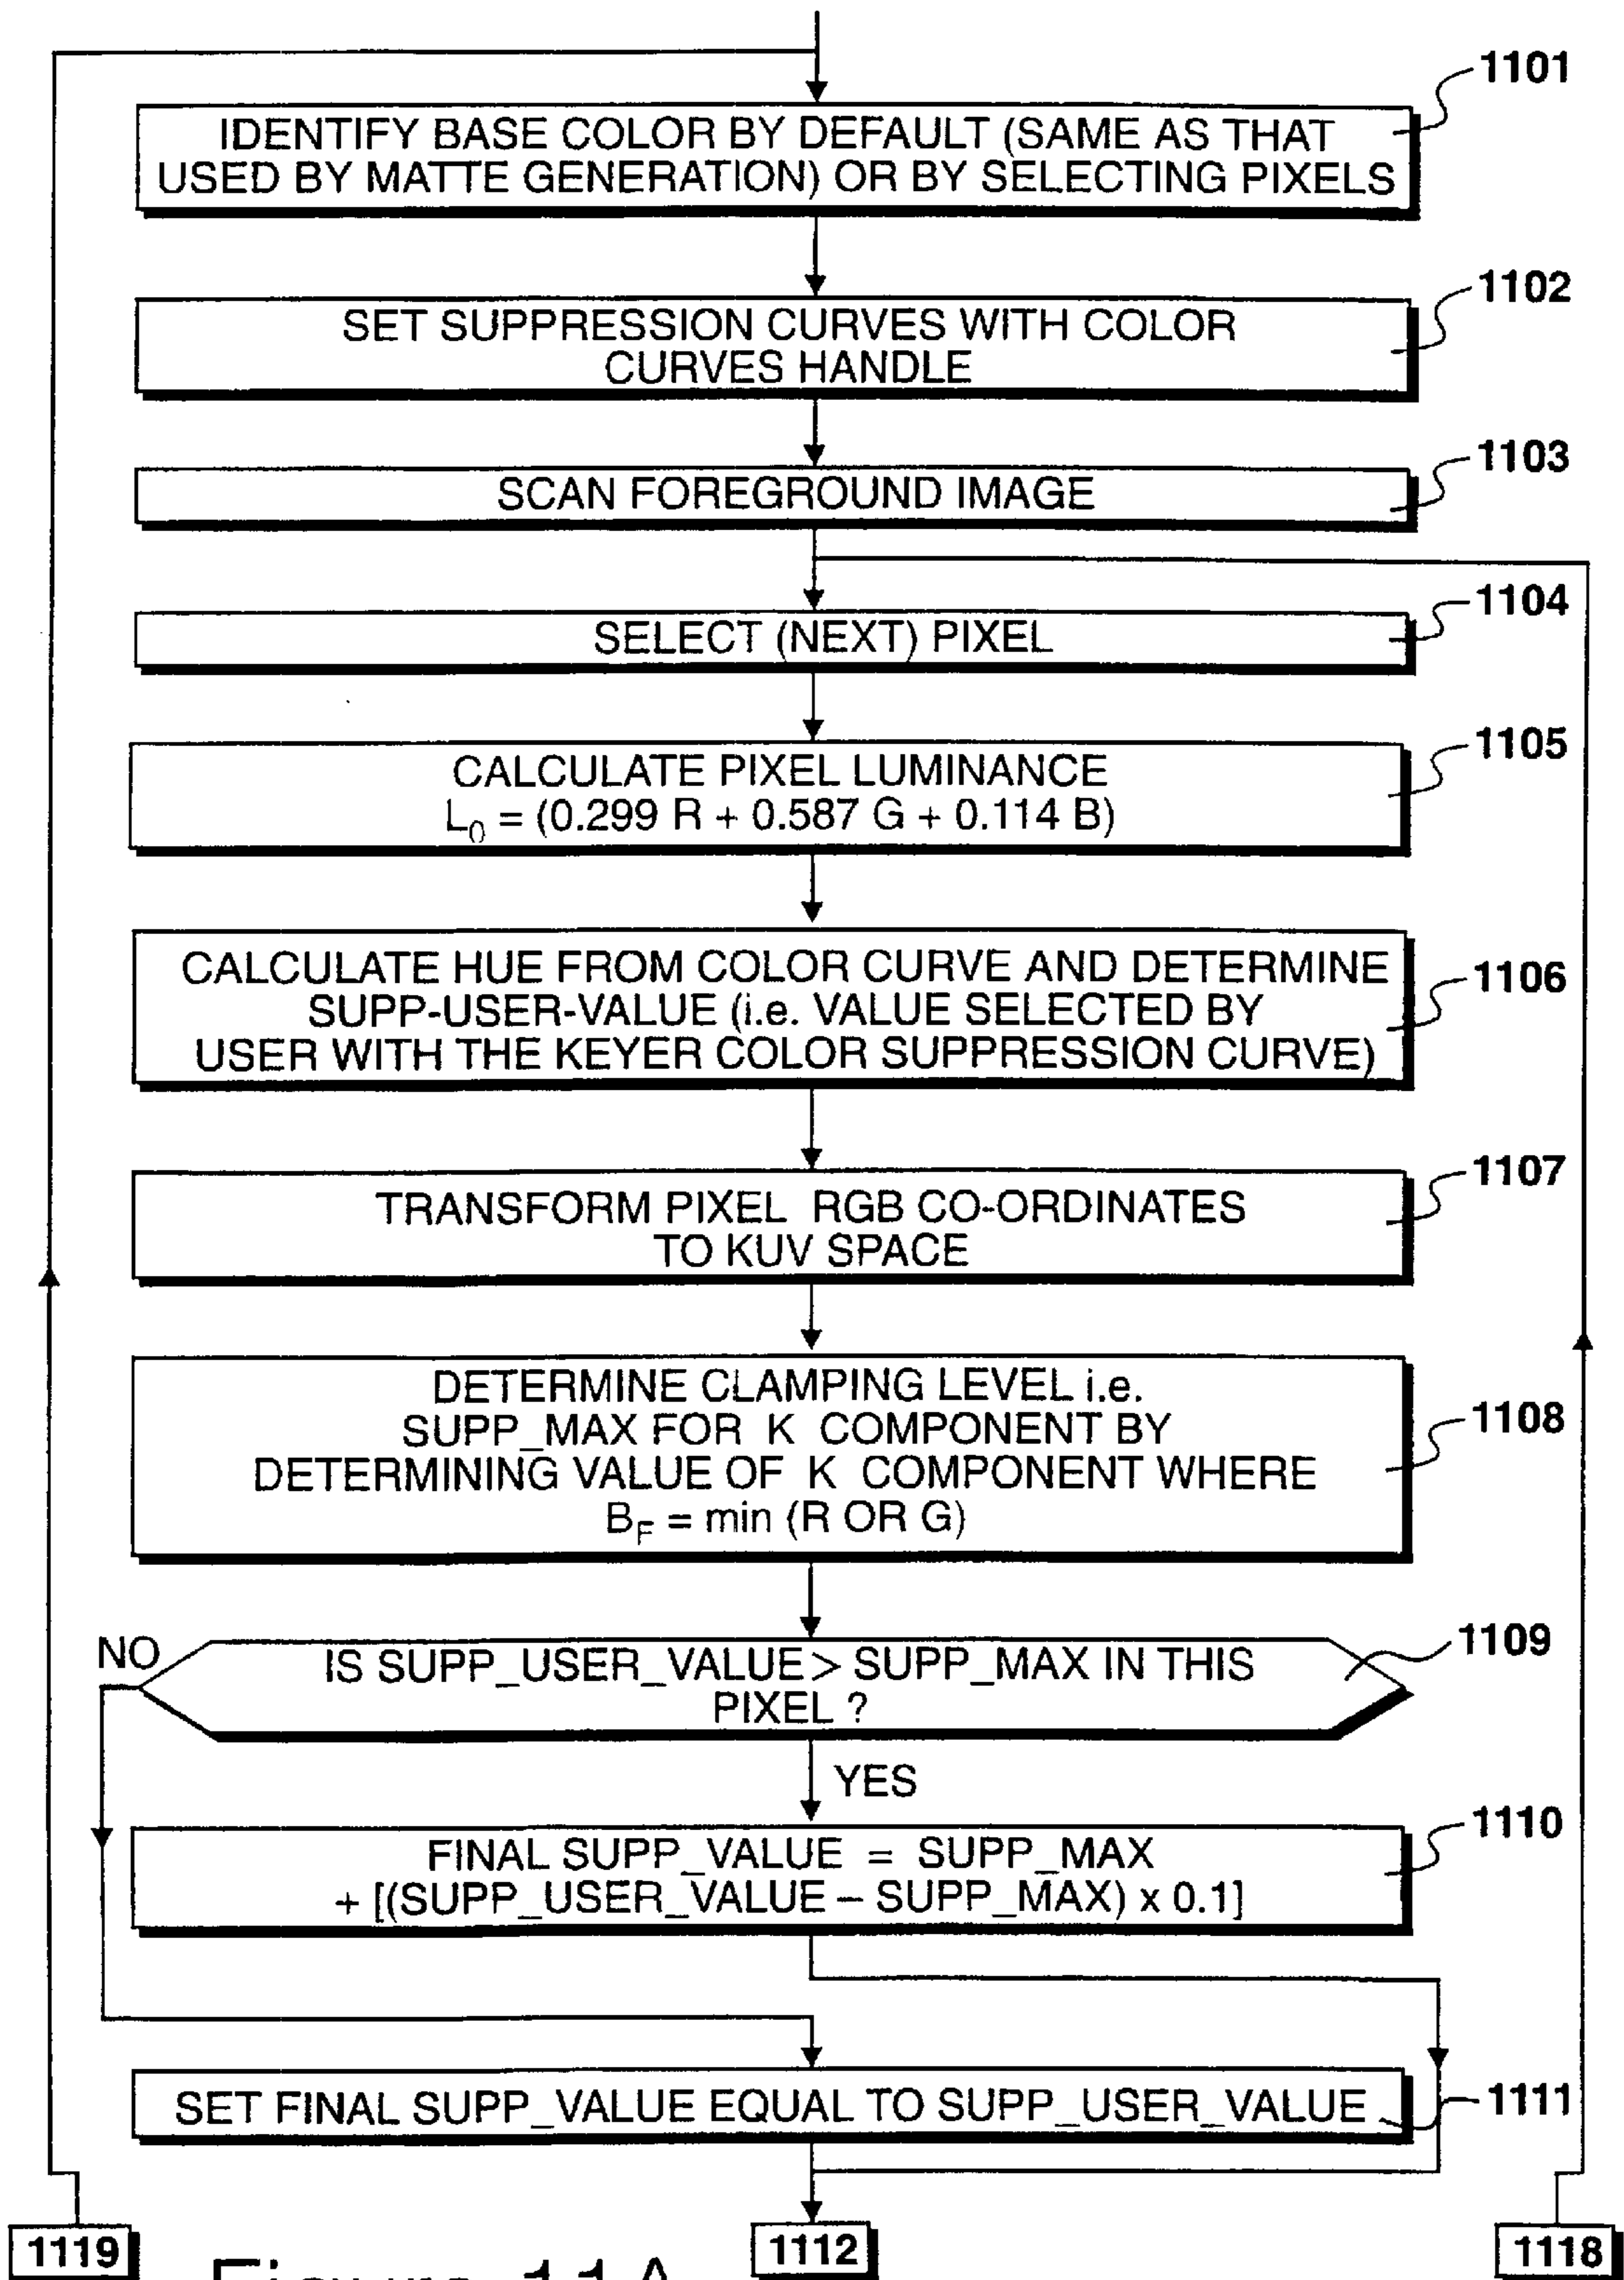 1101
IDENTIFY BASE COLOR BY DEFAULT (SAME AS THAT
USED BY MATTE GENERATION) OR BY SELECTING PIXELS
1102
SET SUPPRESSION CURVES WITH COLOR
CURVES HANDLE
1103
SCAN FOREGROUND IMAGE
1104
SELECT (NEXT) PIXEL
1105
CALCULATE PIXEL LUMINANCE
L₀ = (0.299 R + 0.587 G + 0.114 B)
1106
CALCULATE HUE FROM COLOR CURVE AND DETERMINE
SUPP-USER-VALUE (i.e. VALUE SELECTED BY
USER WITH THE KEYER COLOR SUPPRESSION CURVE)
1107
TRANSFORM PIXEL RGB CO-ORDINATES
TO KUV SPACE
1108
DETERMINE CLAMPING LEVEL i.e.
SUPP_MAX FOR K COMPONENT BY
DETERMINING VALUE OF K COMPONENT WHERE
B_F = min (R OR G)
1109
NO
IS SUPP_USER_VALUE > SUPP_MAX IN THIS
PIXEL ?
YES
1110
FINAL SUPP_VALUE = SUPP_MAX
+ [(SUPP_USER_VALUE – SUPP_MAX) x 0.1]
SET FINAL SUPP_VALUE EQUAL TO SUPP_USER_VALUE
1111
1119
1112
1118
Figure 11A